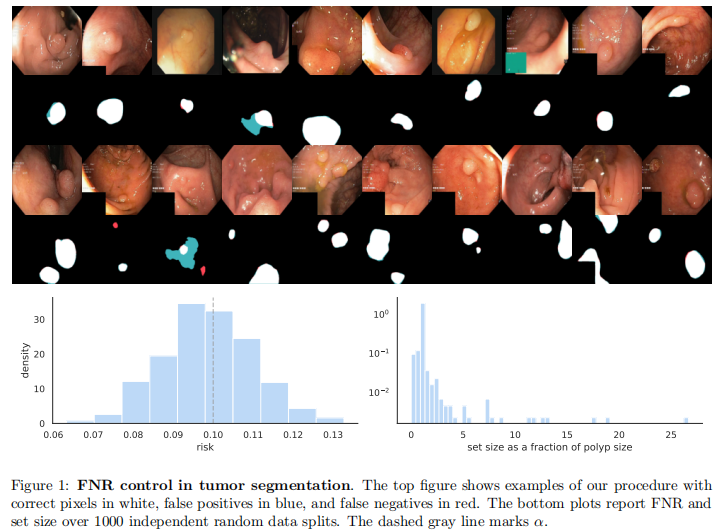 density
30
20
10
0
0.06 0.07 0.08 0.09 0.10 0.11 0.12 0.13
risk
10⁰
10⁻¹
10⁻²
0 5 10 15 20 25
set size as a fraction of polyp size
Figure 1: FNR control in tumor segmentation. The top figure shows examples of our procedure with
correct pixels in white, false positives in blue, and false negatives in red. The bottom plots report FNR and
set size over 1000 independent random data splits. The dashed gray line marks α.